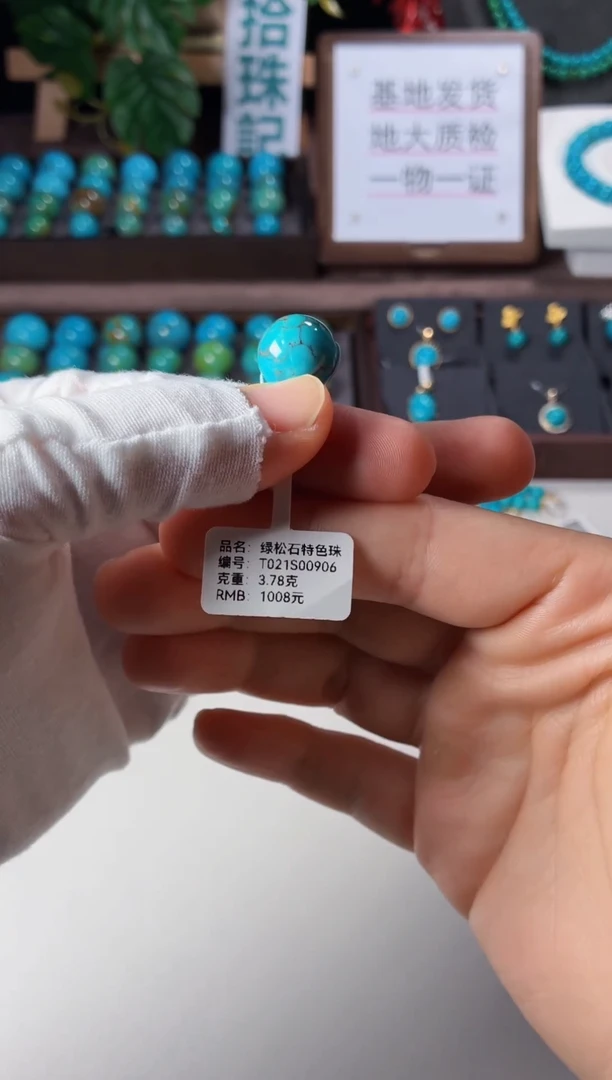 拾珠記
基地发货
地大质检
一物一证
品名: 绿松石特色珠
编号: T021S00906
克重: 3.78克
RMB: 1008元